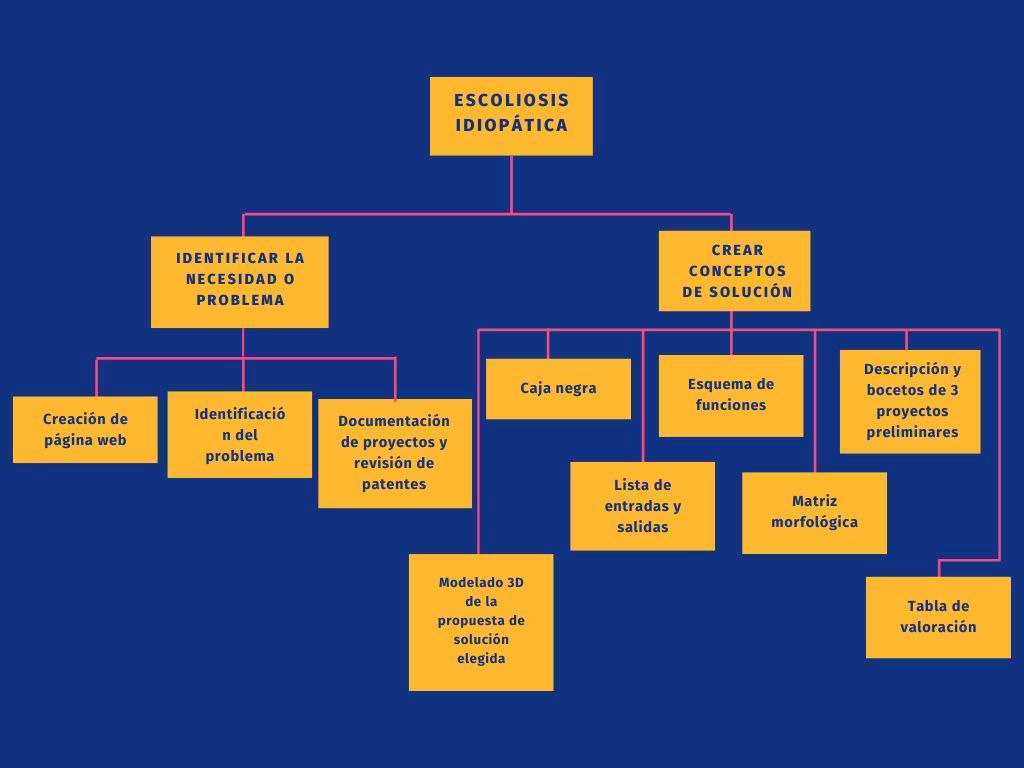 ESCOLIOSIS
IDIOPÁTICA
IDENTIFICAR LA
NECESIDAD O
PROBLEMA
CREAR
CONCEPTOS
DE SOLUCIÓN
Creación de
página web
Identificació
n del
problema
Documentación
de proyectos y
revisión de
patentes
Caja negra
Esquema de
funciones
Descripción y
bocetos de 3
proyectos
preliminares
Lista de
entradas y
salidas
Matriz
morfológica
Modelado 3D
de la
propuesta de
solución
elegida
Tabla de
valoración